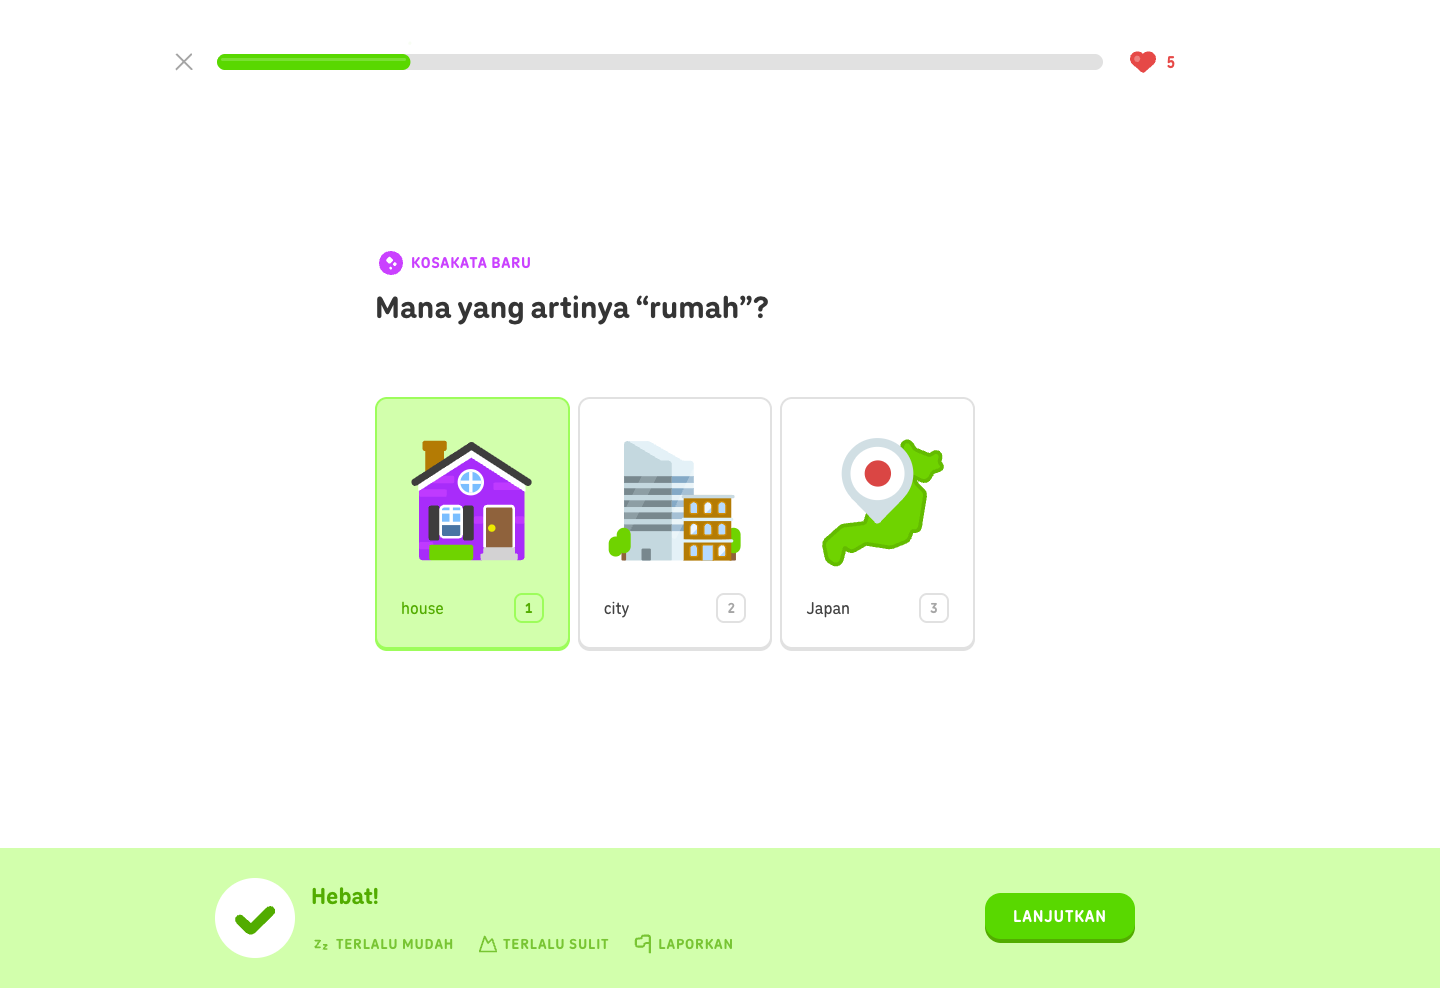 5
KOSAKATA BARU
Mana yang artinya “rumah”?
house 1
city 2
Japan 3
Hebat!
zz TERLALU MUDAH TERLALU SULIT LAPORKAN
LANJUTKAN